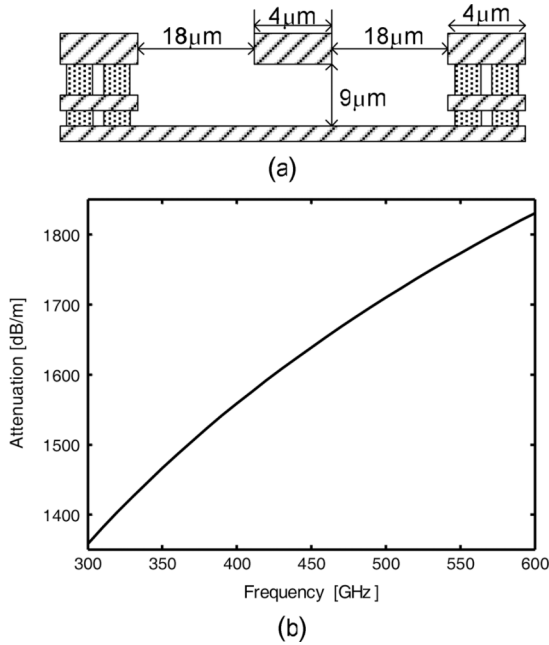 4μm
4μm
18μm
18μm
9μm
(a)
1800
1700
1600
1500
1400
Attenuation [dB/m]
300 350 400 450 500 550 600
Frequency [GHz]
(b)